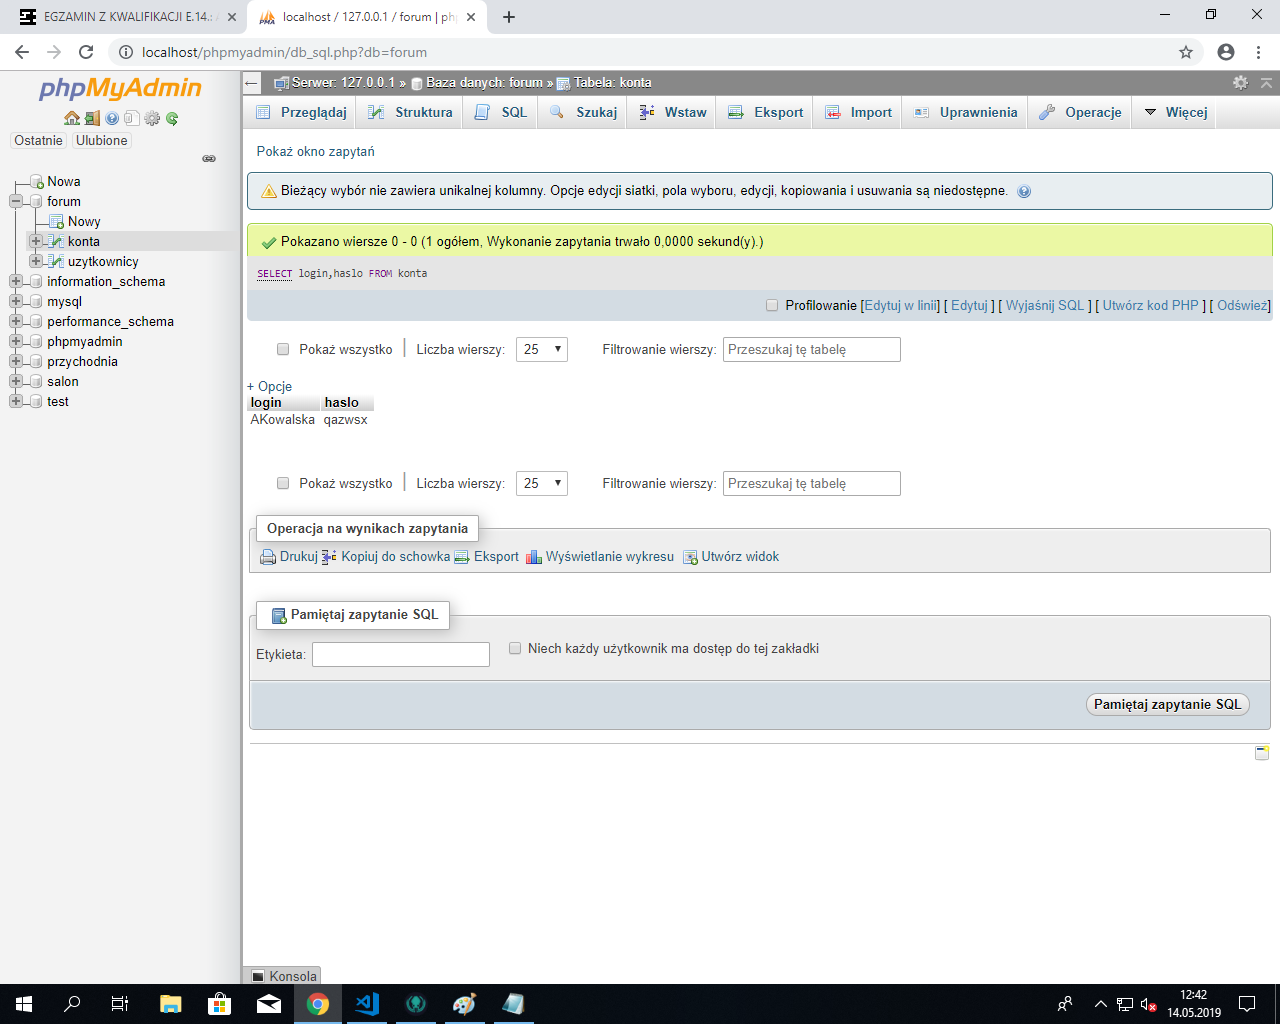 EGZAMIN Z KWALIFIKACJI E.14.:
localhost / 127.0.0.1 / forum | ph
localhost/phpmyadmin/db_sql.php?db=forum
phpMyAdmin
Ostatnie Ulubione
Nowa
forum
Nowy
konta
uzytkownicy
information_schema
mysql
performance_schema
phpmyadmin
przychodnia
salon
test
Serwer: 127.0.0.1 » Baza danych: forum » Tabela: konta
Przeglądaj Struktura SQL Szukaj Wstaw Eksport Import Uprawnienia Operacje Więcej
Pokaż okno zapytań
Bieżący wybór nie zawiera unikalnej kolumny. Opcje edycji siatki, pola wyboru, edycji, kopiowania i usuwania są niedostępne.
Pokazano wiersze 0 - 0 (1 ogółem, Wykonanie zapytania trwało 0,0000 sekund(y).)
SELECT login,haslo FROM konta
Profilowanie [Edytuj w linii] [ Edytuj ] [ Wyjaśnij SQL ] [ Utwórz kod PHP ] [ Odśwież]
Pokaż wszystko | Liczba wierszy: 25 Filtrowanie wierszy: Przeszukaj tę tabelę
+ Opcje
login haslo
AKowalska qazwsx
Pokaż wszystko | Liczba wierszy: 25 Filtrowanie wierszy: Przeszukaj tę tabelę
Operacja na wynikach zapytania
Drukuj Kopiuj do schowka Eksport Wyświetlanie wykresu Utwórz widok
Pamiętaj zapytanie SQL
Etykieta: Niech każdy użytkownik ma dostęp do tej zakładki
Pamiętaj zapytanie SQL
Konsola
12:42
14.05.2019